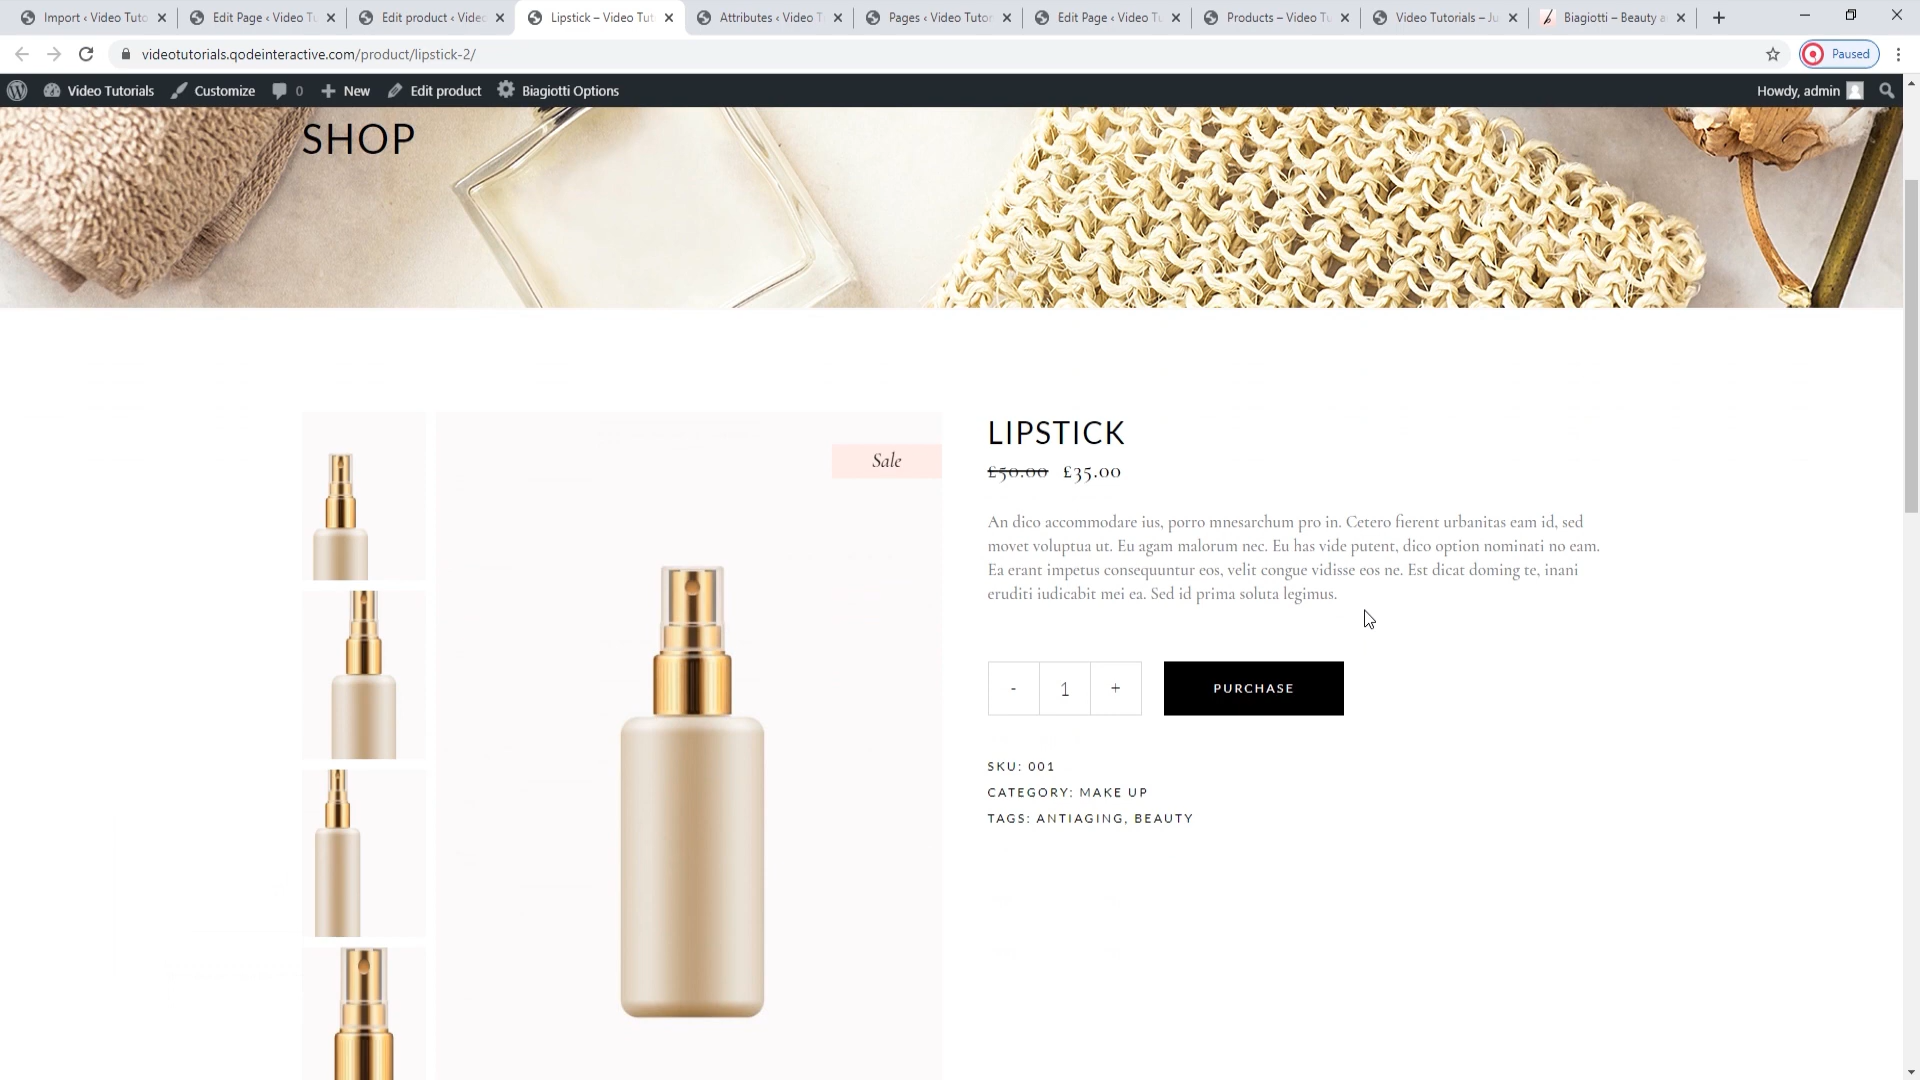 Import ‹ Video Tuto
Edit Page ‹ Video Tu
Edit product ‹ Video
Lipstick – Video Tut
Attributes ‹ Video T
Pages ‹ Video Tutor
Edit Page ‹ Video Tu
Products – Video Tu
Video Tutorials – Ju
Biagiotti – Beauty a
videotutorials.qodeinteractive.com/product/lipstick-2/
Paused
Video Tutorials
Customize
0
New
Edit product
Biagiotti Options
Howdy, admin
SHOP
Sale
LIPSTICK
£50.00 £35.00
An dico accommodare ius, porro mnesarchum pro in. Cetero fierent urbanitas eam id, sed
movet voluptua ut. Eu agam malorum nec. Eu has vide putent, dico option nominati no eam.
Ea erant impetus consequuntur eos, velit congue vidisse eos ne. Est dicat doming te, inani
eruditi iudicabit mei ea. Sed id prima soluta legimus.
- 1 +
PURCHASE
SKU: 001
CATEGORY: MAKE UP
TAGS: ANTIAGING, BEAUTY